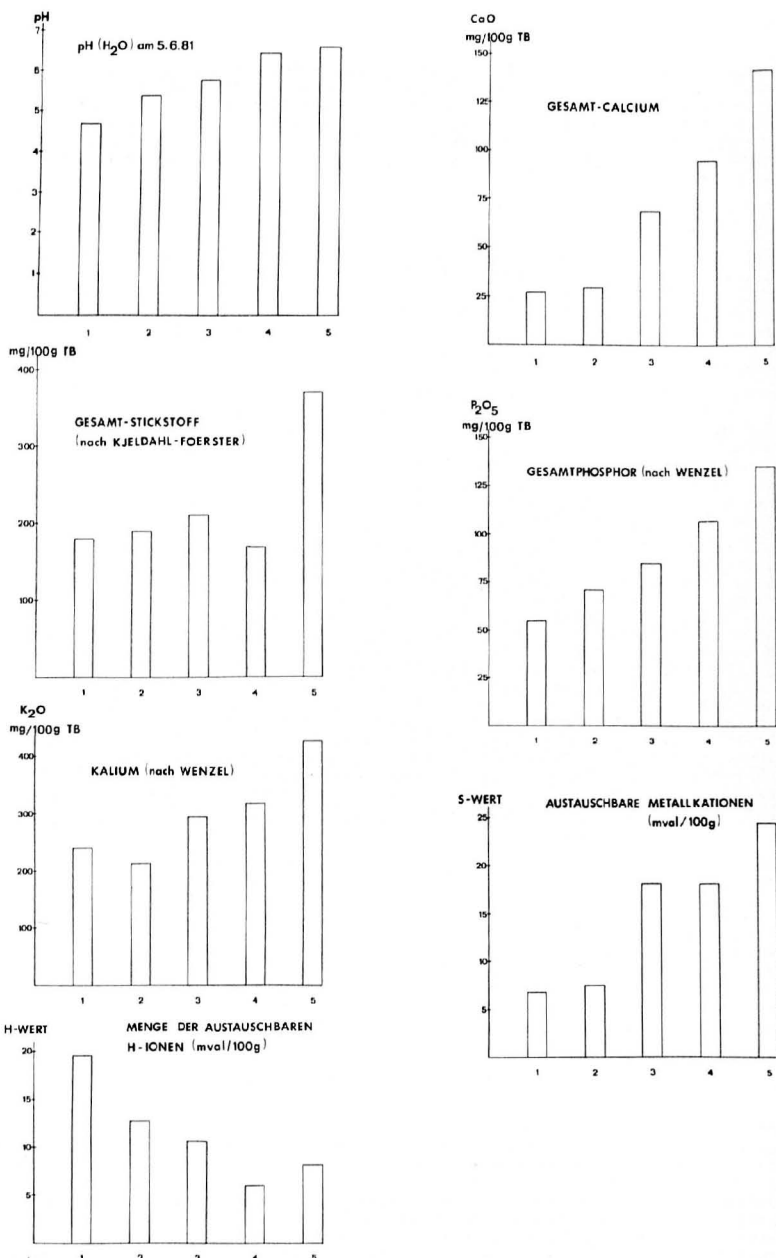 pH
7
pH (H₂O) am 5.6.81
6
5
4
3
2
1
1 2 3 4 5
mg/100g TB
400
GESAMT-STICKSTOFF
(nach KJELDAHL-FOERSTER)
300
200
100
1 2 3 4 5
K₂O
mg/100g TB
400
KALIUM (nach WENZEL)
300
200
100
1 2 3 4 5
H-WERT
MENGE DER AUSTAUSCHBAREN
H-IONEN (mval/100g)
20
15
10
5
1 2 3 4 5
CaO
mg/100g TB
150
GESAMT-CALCIUM
125
100
75
50
25
1 2 3 4 5
P₂O₅
mg/100g TB
150
GESAMTPHOSPHOR (nach WENZEL)
125
100
75
50
25
1 2 3 4 5
S-WERT
AUSTAUSCHBARE METALLKATIONEN
(mval/100g)
25
20
15
10
5
1 2 3 4 5